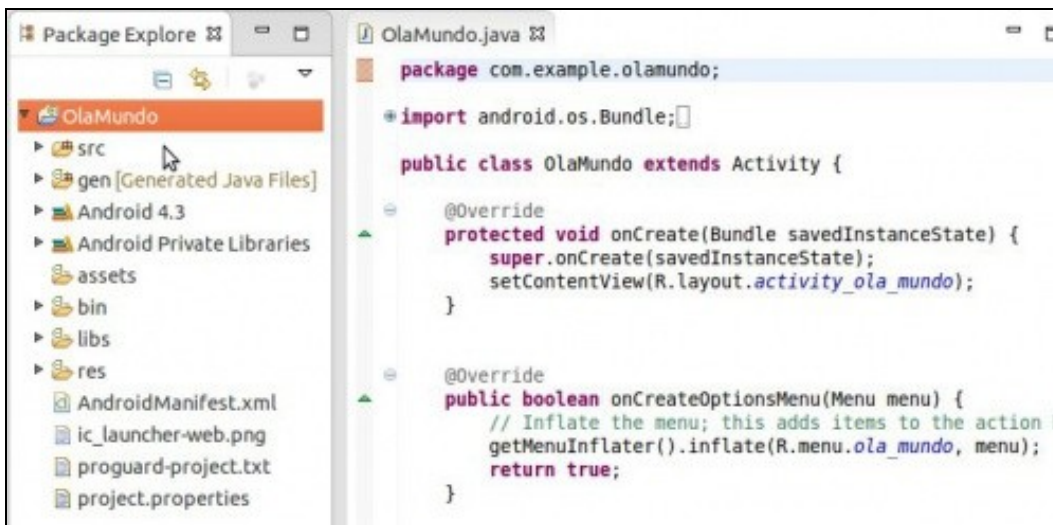 Package Explore
OlaMundo
src
gen [Generated Java Files]
Android 4.3
Android Private Libraries
assets
bin
libs
res
AndroidManifest.xml
ic_launcher-web.png
proguard-project.txt
project.properties
OlaMundo.java
package com.example.olamundo;
import android.os.Bundle;
public class OlaMundo extends Activity {
@Override
protected void onCreate(Bundle savedInstanceState) {
super.onCreate(savedInstanceState);
setContentView(R.layout.activity_ola_mundo);
}
@Override
public boolean onCreateOptionsMenu(Menu menu) {
// Inflate the menu; this adds items to the action
getMenuInflater().inflate(R.menu.ola_mundo, menu);
return true;
}